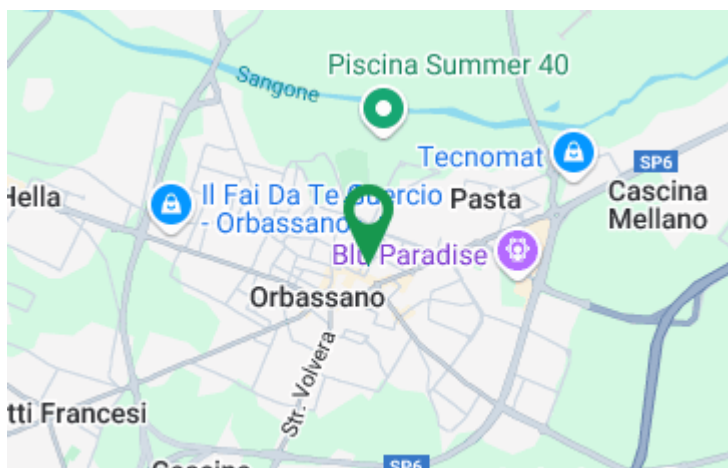 Piscina Summer 40
Sangone
Tecnomat
SP6
Hella
Il Fai Da Te Guercio
- Orbassano
Pasta
Cascina
Mellano
Blu Paradise
Orbassano
Str. Volvera
tti Francesi
SP6